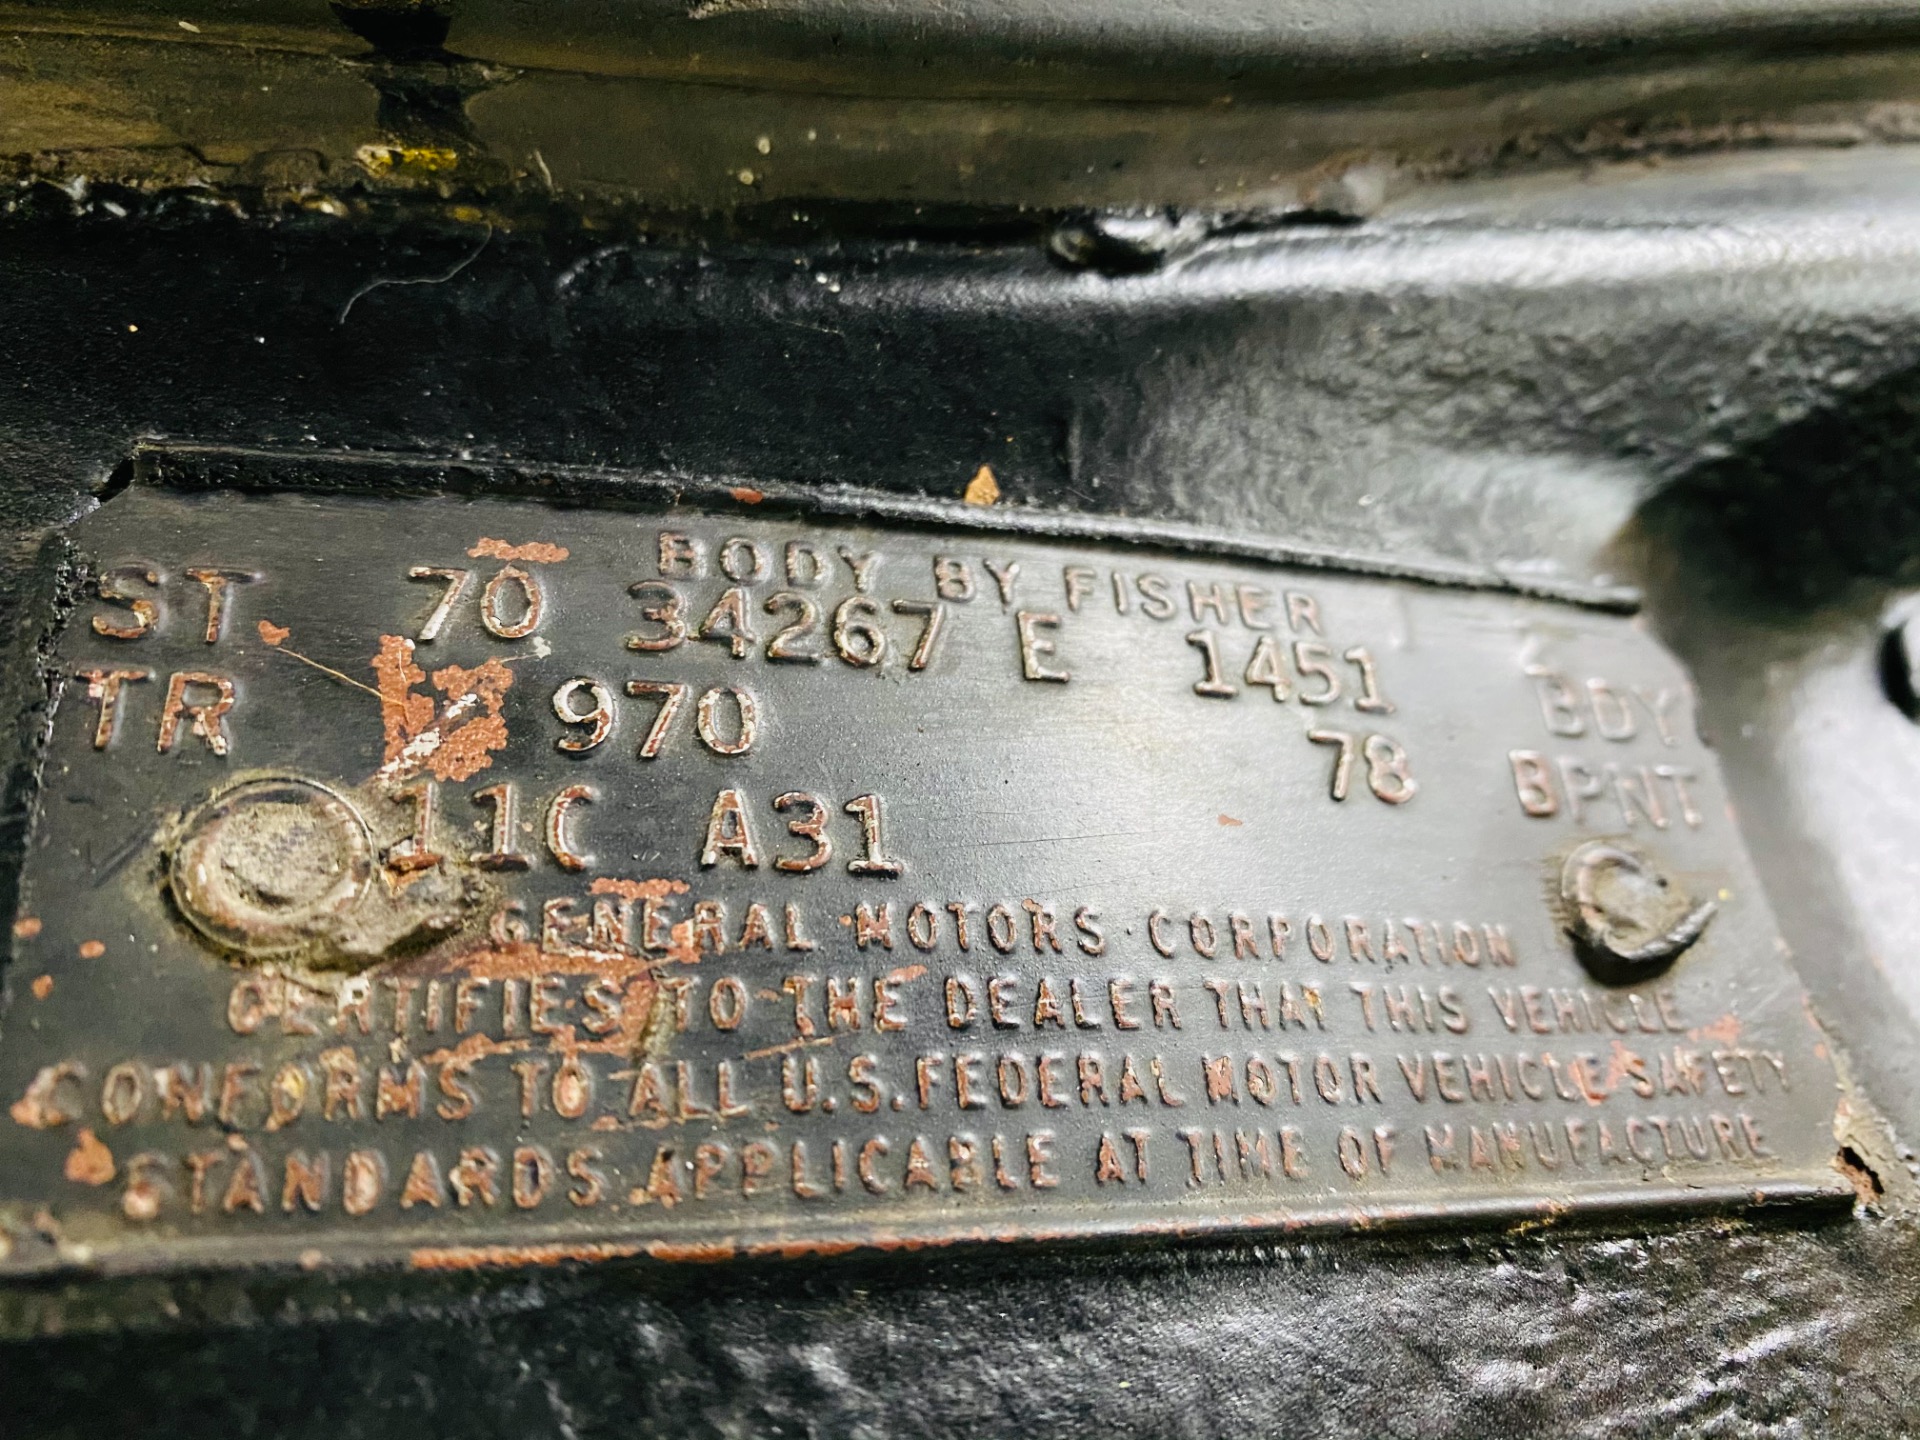 BODY BY FISHER
ST 70 34267 E 1451 BDY
TR 970 78 BPNT
11C A31
GENERAL MOTORS CORPORATION
CERTIFIES TO THE DEALER THAT THIS VEHICLE
CONFORMS TO ALL U.S. FEDERAL MOTOR VEHICLE SAFETY
STANDARDS APPLICABLE AT TIME OF MANUFACTURE